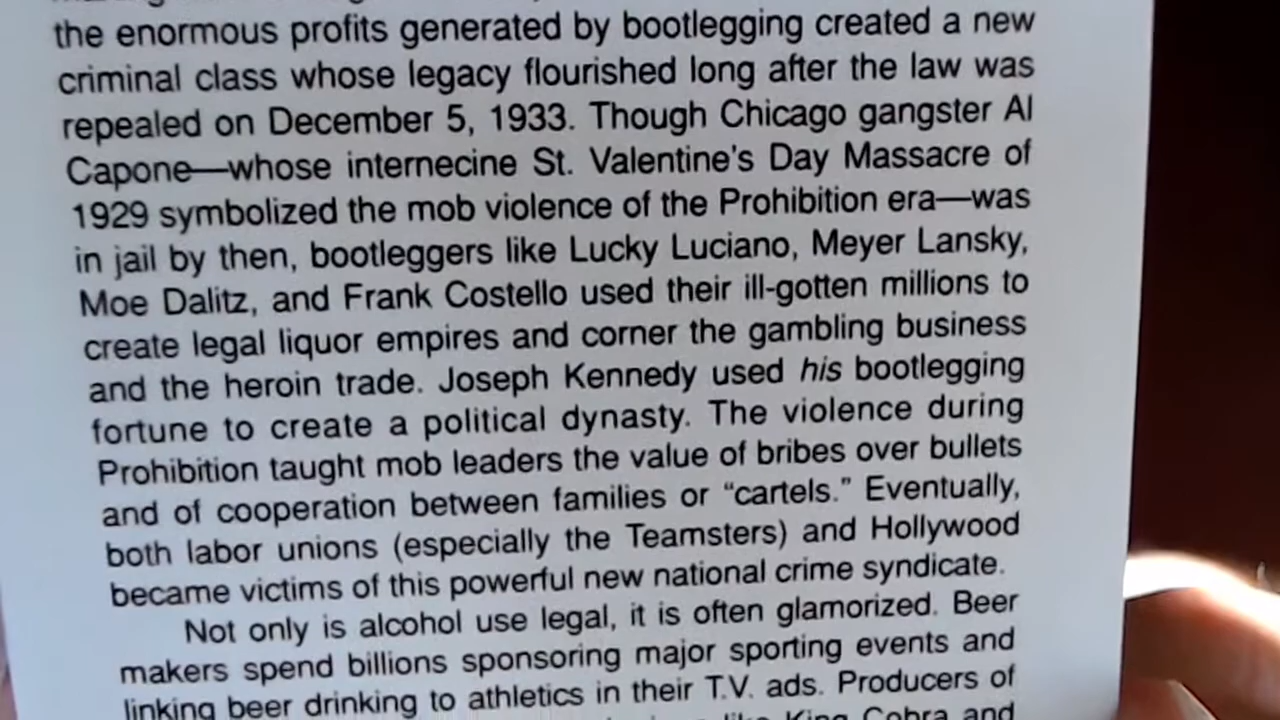 the enormous profits generated by bootlegging created a new
criminal class whose legacy flourished long after the law was
repealed on December 5, 1933. Though Chicago gangster Al
Capone—whose internecine St. Valentine's Day Massacre of
1929 symbolized the mob violence of the Prohibition era—was
in jail by then, bootleggers like Lucky Luciano, Meyer Lansky,
Moe Dalitz, and Frank Costello used their ill-gotten millions to
create legal liquor empires and corner the gambling business
and the heroin trade. Joseph Kennedy used his bootlegging
fortune to create a political dynasty. The violence during
Prohibition taught mob leaders the value of bribes over bullets
and of cooperation between families or “cartels.” Eventually,
both labor unions (especially the Teamsters) and Hollywood
became victims of this powerful new national crime syndicate.
Not only is alcohol use legal, it is often glamorized. Beer
makers spend billions sponsoring major sporting events and
linking beer drinking to athletics in their T.V. ads. Producers of
like King Cobra and